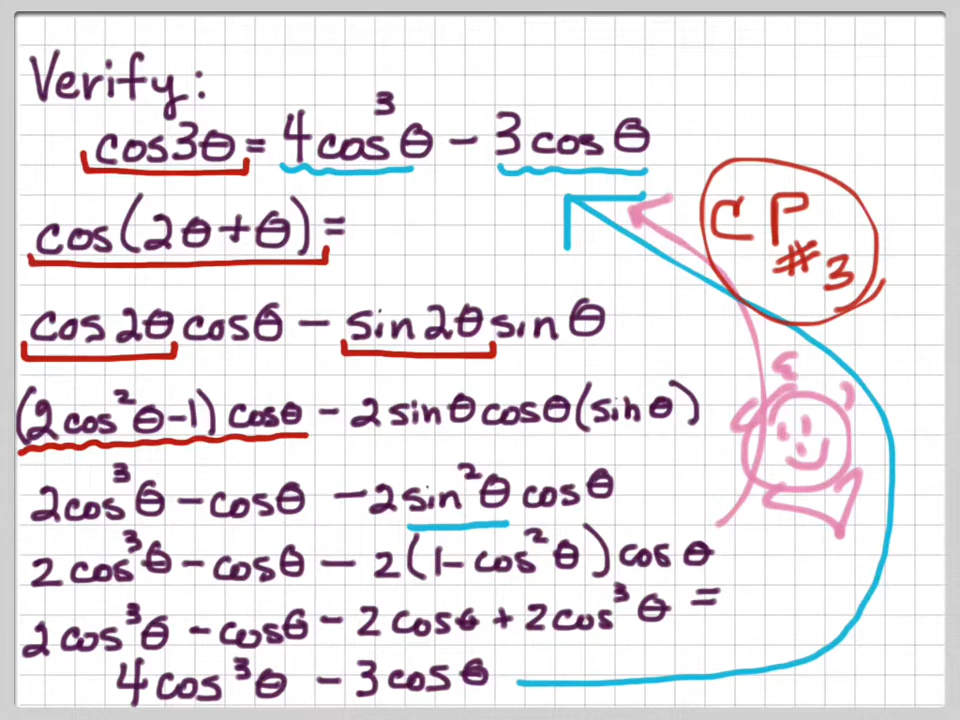 Verify:
cos3θ = 4cos³θ − 3cosθ
CP
#3
cos(2θ+θ) =
cos2θcosθ − sin2θsinθ
(2cos²θ−1)cosθ − 2sinθcosθ(sinθ)
2cos³θ − cosθ − 2sin²θcosθ
2cos³θ − cosθ − 2(1−cos²θ)cosθ
2cos³θ − cosθ − 2cosθ + 2cos³θ =
4cos³θ − 3cosθ